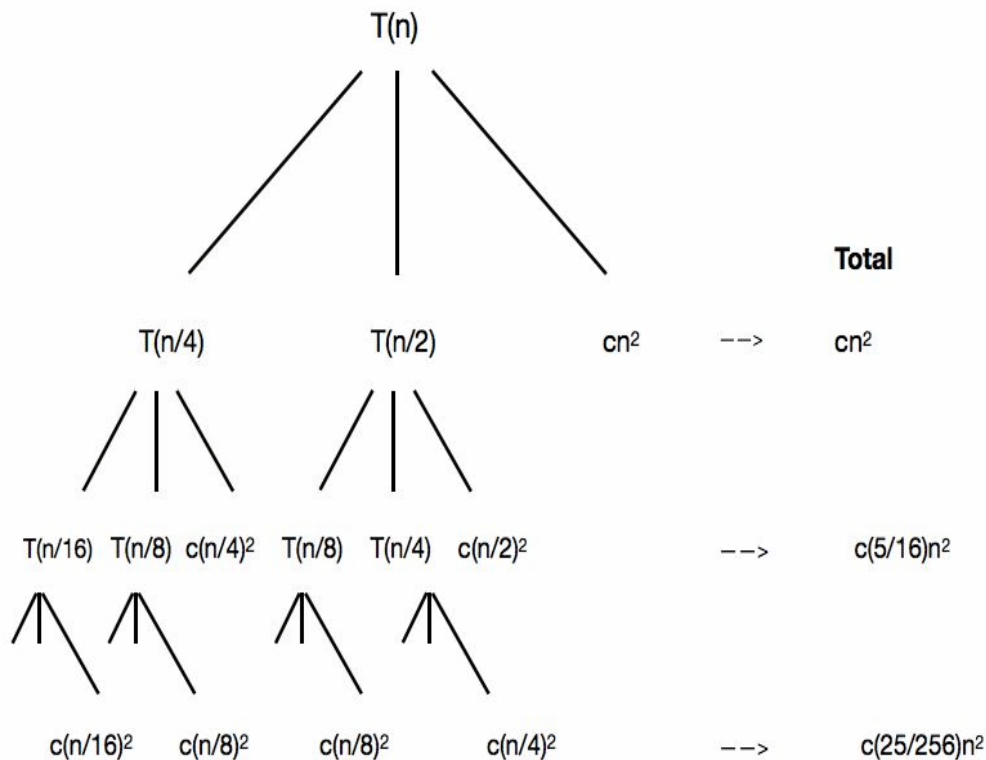 T(n)
Total
T(n/4) T(n/2) cn² --> cn²
T(n/16) T(n/8) c(n/4)² T(n/8) T(n/4) c(n/2)² --> c(5/16)n²
c(n/16)² c(n/8)² c(n/8)² c(n/4)² --> c(25/256)n²